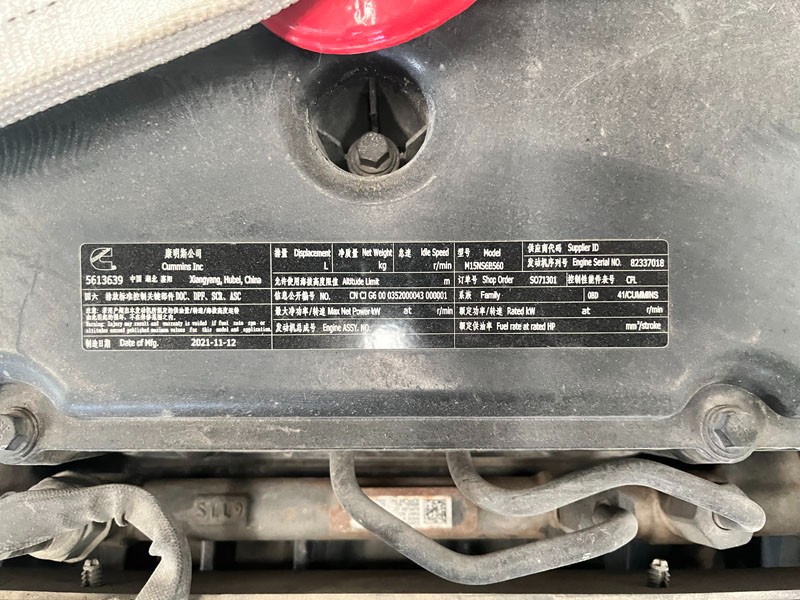 康明斯公司
Cummins Inc
5613639 中国 湖北 襄阳 Xiangyang, Hubei, China
国六 排放标准控制关键部件 DOC、DPF、SCR、ASC
Warning: Injury may result and warranty is voided if fuel rate rpm or
altitude exceed published maximum values for this model and application.
制造日期 Date of Mfg. 2021-11-12
排量 Displacement L
净质量 Net Weight kg
怠速 Idle Speed r/min
型号 Model M15NS6B560
供应商代码 Supplier ID
发动机序列号 Engine Serial NO. 82337018
允许使用海拔高度限值 Altitude Limit m
订单号 Shop Order SO71301
控制性能件表号 CPL
信息公开编号 NO. CN CJ G6 00 0352000043 000001
系族 Family
OBD 41/CUMMINS
最大净功率/转速 Max Net Power kW at r/min
额定功率/转速 Rated kW at r/min
发动机总成号 Engine ASSY. NO.
额定供油率 Fuel rate at rated HP mm³/stroke